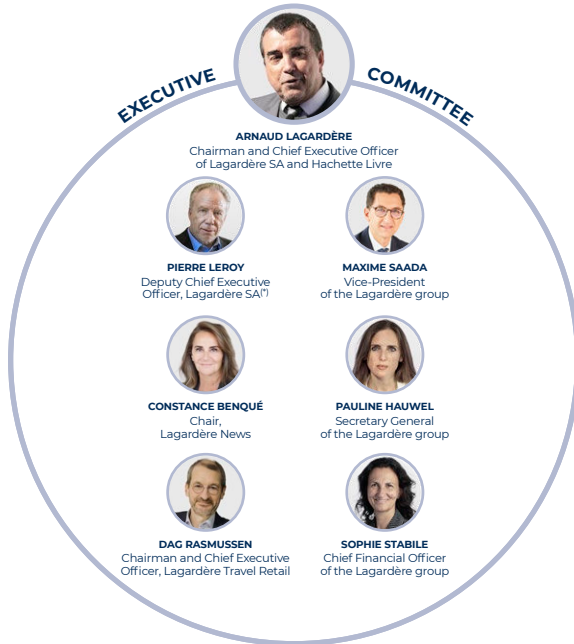 EXECUTIVE COMMITTEE
ARNAUD LAGARDÈRE
Chairman and Chief Executive Officer
of Lagardère SA and Hachette Livre
PIERRE LEROY
Deputy Chief Executive
Officer, Lagardère SA(*)
MAXIME SAADA
Vice-President
of the Lagardère group
CONSTANCE BENQUÉ
Chair,
Lagardère News
PAULINE HAUWEL
Secretary General
of the Lagardère group
DAG RASMUSSEN
Chairman and Chief Executive
Officer, Lagardère Travel Retail
SOPHIE STABILE
Chief Financial Officer
of the Lagardère group